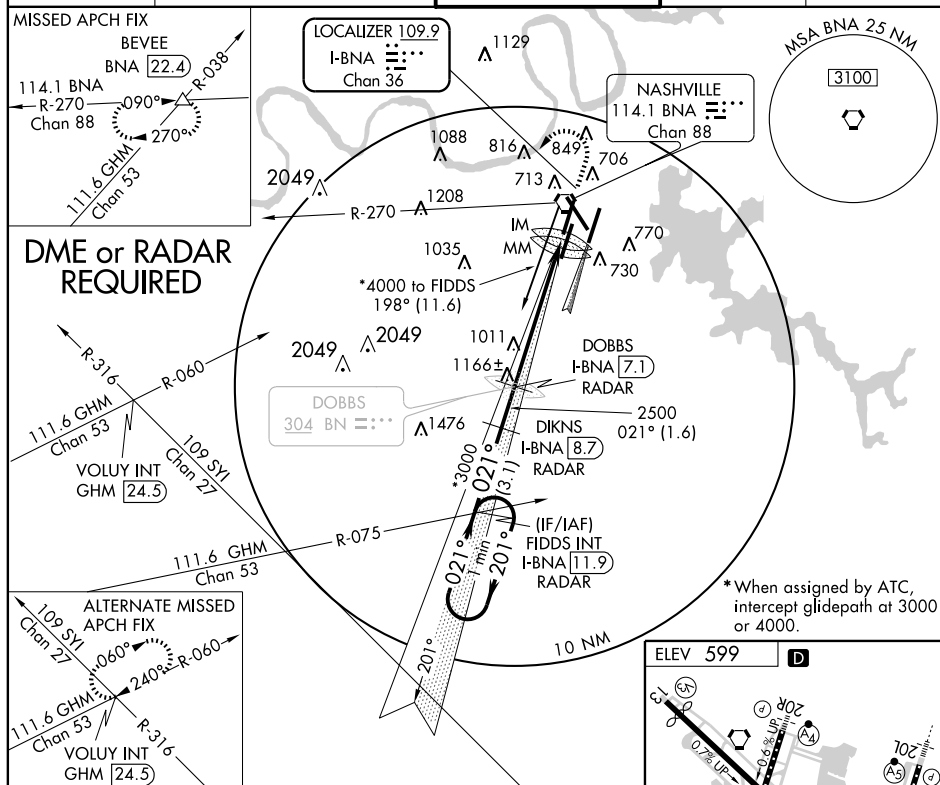 MISSED APCH FIX
BEVEE
BNA 22.4
R-038
114.1 BNA
R-270
Chan 88
090°
270°
111.6 GHM
Chan 53
LOCALIZER 109.9
I-BNA
Chan 36
1129
NASHVILLE
114.1 BNA
Chan 88
MSA BNA 25 NM
3100
1088
816
849
706
713
2049
1208
R-270
IM
MM
770
730
1035
DME or RADAR
REQUIRED
*4000 to FIDDS
198° (11.6)
2049
2049
1011
1166±
DOBBS
I-BNA 7.1
RADAR
R-316
R-060
111.6 GHM
Chan 53
DOBBS
304 BN
1476
2500
021° (1.6)
DIKNS
I-BNA 8.7
RADAR
VOLUY INT
GHM 24.5
109 SYI
Chan 27
*3000
021°
(3.1)
R-075
111.6 GHM
Chan 53
(IF/IAF)
FIDDS INT
I-BNA 11.9
RADAR
021°
1 min
201°
201°
10 NM
*When assigned by ATC,
intercept glidepath at 3000
or 4000.
ALTERNATE MISSED
APCH FIX
109 SYI
Chan 27
060°
240°
R-060
111.6 GHM
Chan 53
R-316
VOLUY INT
GHM 24.5
ELEV 599
D
13
V3
0.7% UP
0.6% UP
P
20R
A4
20L
A5
P